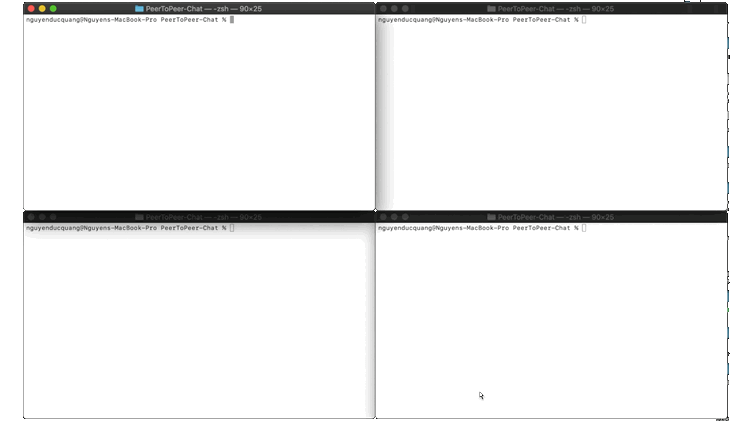 PeerToPeer-Chat — -zsh — 90×25
nguyenducquang@Nguyens-MacBook-Pro PeerToPeer-Chat %
PeerToPeer-Chat — -zsh — 90×25
nguyenducquang@Nguyens-MacBook-Pro PeerToPeer-Chat %
PeerToPeer-Chat — -zsh — 90×25
nguyenducquang@Nguyens-MacBook-Pro PeerToPeer-Chat %
PeerToPeer-Chat — -zsh — 90×25
nguyenducquang@Nguyens-MacBook-Pro PeerToPeer-Chat %